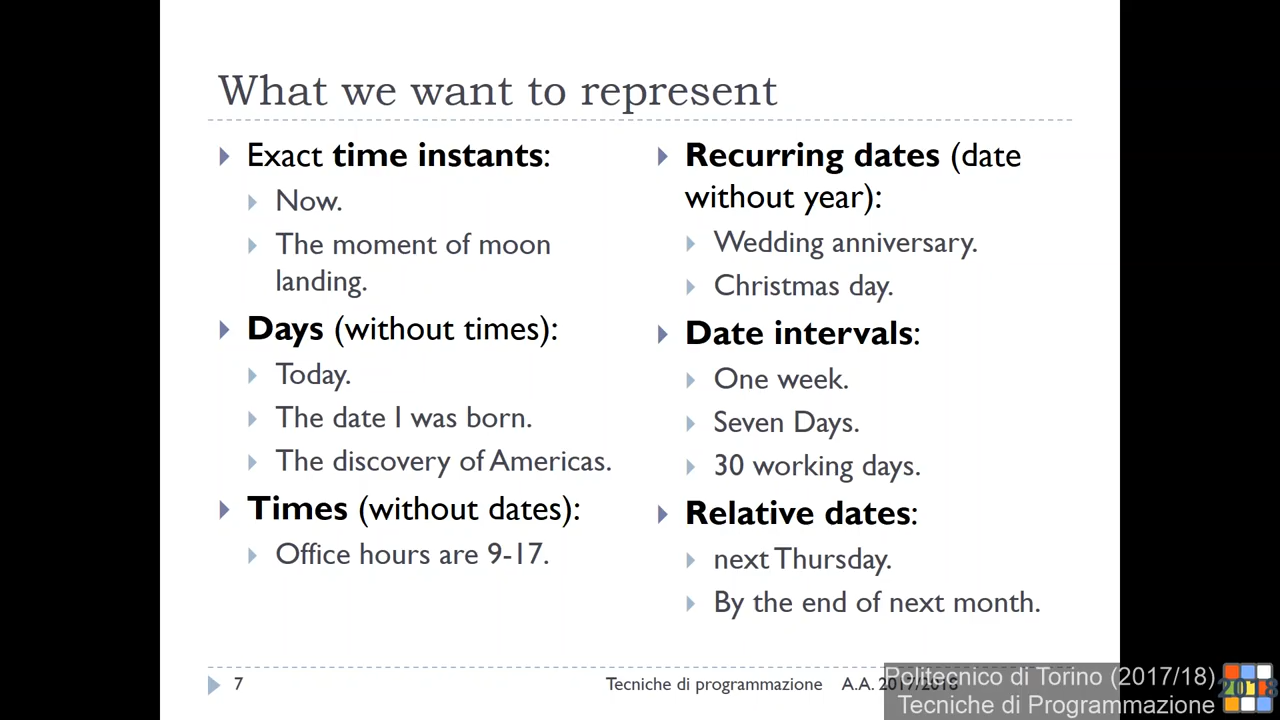 What we want to represent
Exact time instants:
Now.
The moment of moon
landing.
Days (without times):
Today.
The date I was born.
The discovery of Americas.
Times (without dates):
Office hours are 9-17.
Recurring dates (date
without year):
Wedding anniversary.
Christmas day.
Date intervals:
One week.
Seven Days.
30 working days.
Relative dates:
next Thursday.
By the end of next month.
7
Tecniche di programmazione A.A. 2017/2018
Politecnico di Torino (2017/18)
Tecniche di Programmazione
2018